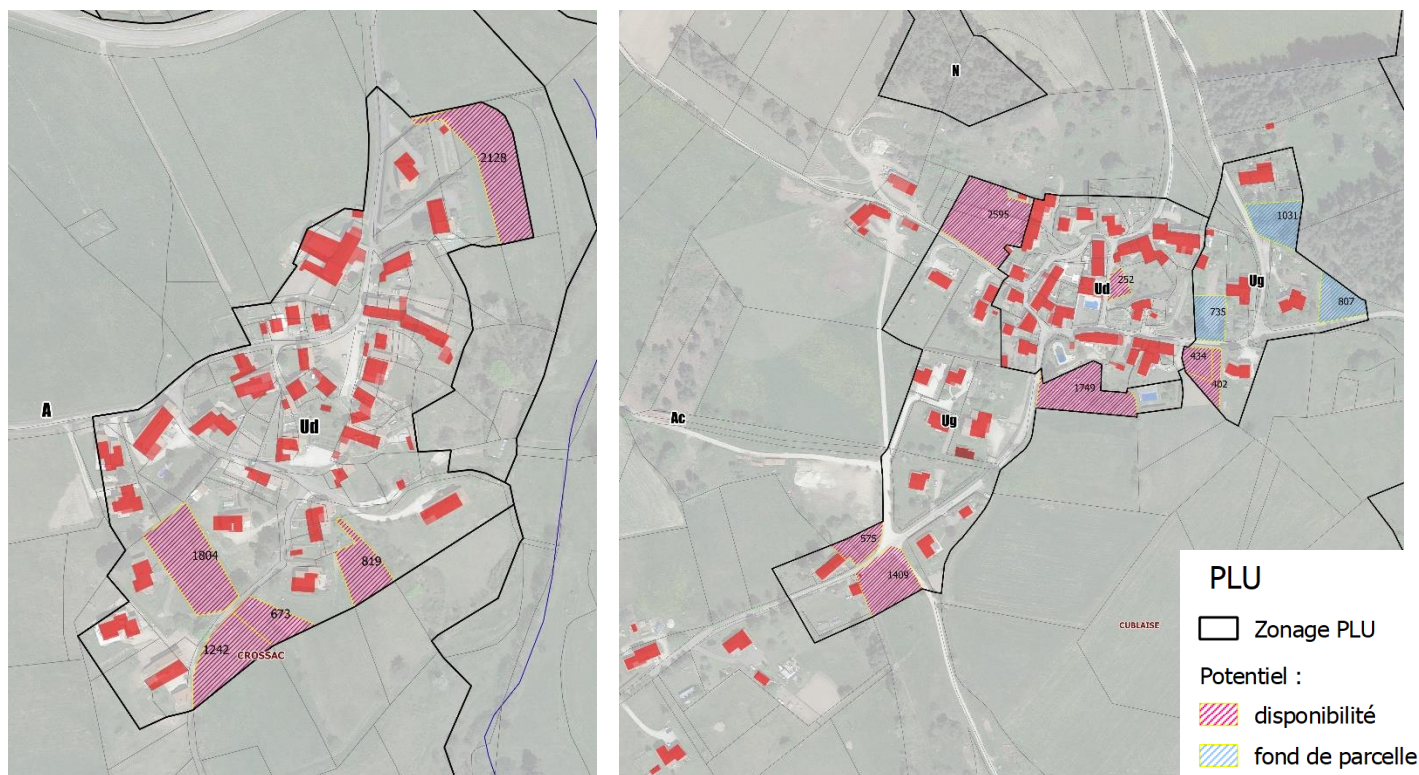 2128
A
Ud
1804
819
673
1242
CROSSAC
N
2595
1031
252
Ud
Ug
735
807
434
402
1749
Ac
Ug
575
1409
CUBLAISE
PLU
Zonage PLU
Potentiel :
disponibilité
fond de parcelle